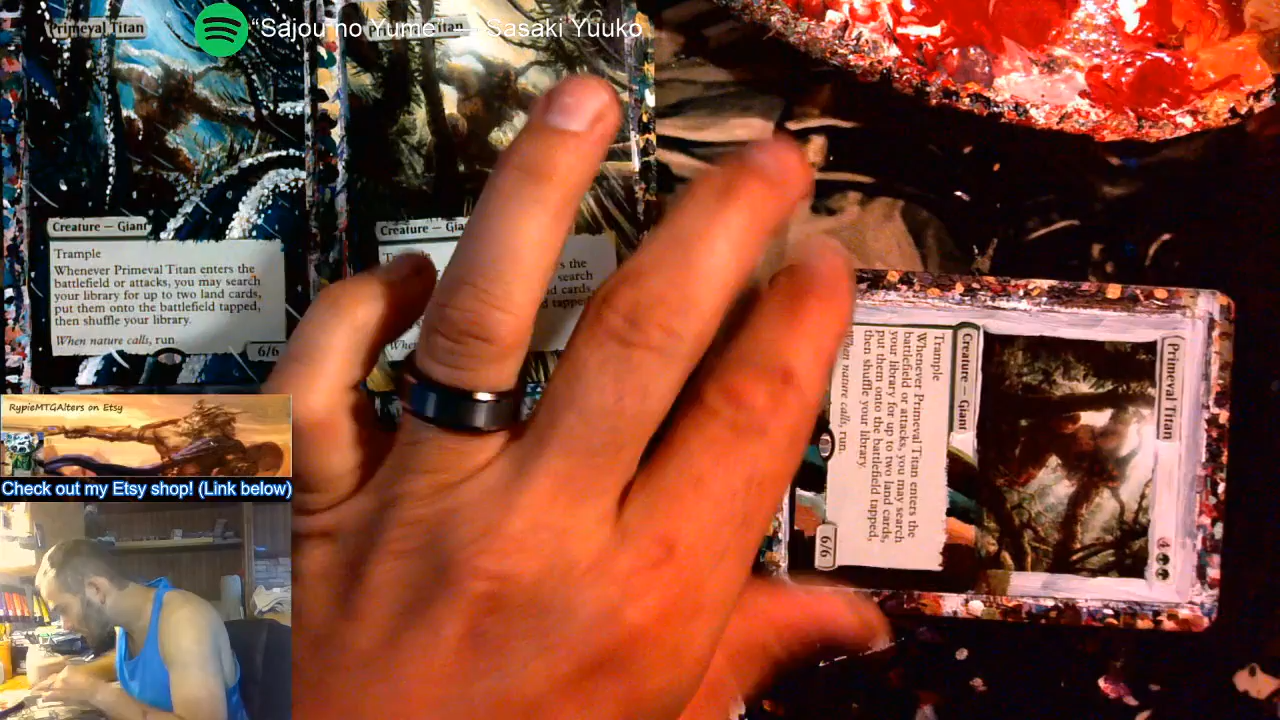 Primeval Titan
"Sajou no Yume" — Sasaki Yuuko
Creature — Giant
Trample
Whenever Primeval Titan enters the
battlefield or attacks, you may search
your library for up to two land cards,
put them onto the battlefield tapped,
then shuffle your library.
When nature calls, run
6/6
Creature — Gia
s the
search
d cards,
tapped
When
Primeval Titan
4
Creature — Giant
Trample
Whenever Primeval Titan enters the
battlefield or attacks, you may search
your library for up to two land cards,
put them onto the battlefield tapped,
then shuffle your library.
When nature calls, run.
6/6
RypieMTGAlters on Etsy
Check out my Etsy shop! (Link below)